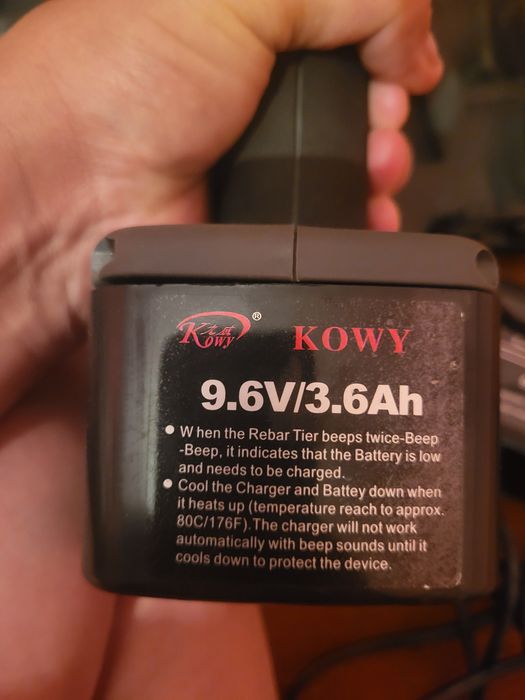 Kowy ®
KOWY
9.6V/3.6Ah
● When the Rebar Tier beeps twice-Beep
-Beep, it indicates that the Battery is low
and needs to be charged.
● Cool the Charger and Battey down when
it heats up (temperature reach to approx.
80C/176F).The charger will not work
automatically with beep sounds until it
cools down to protect the device.